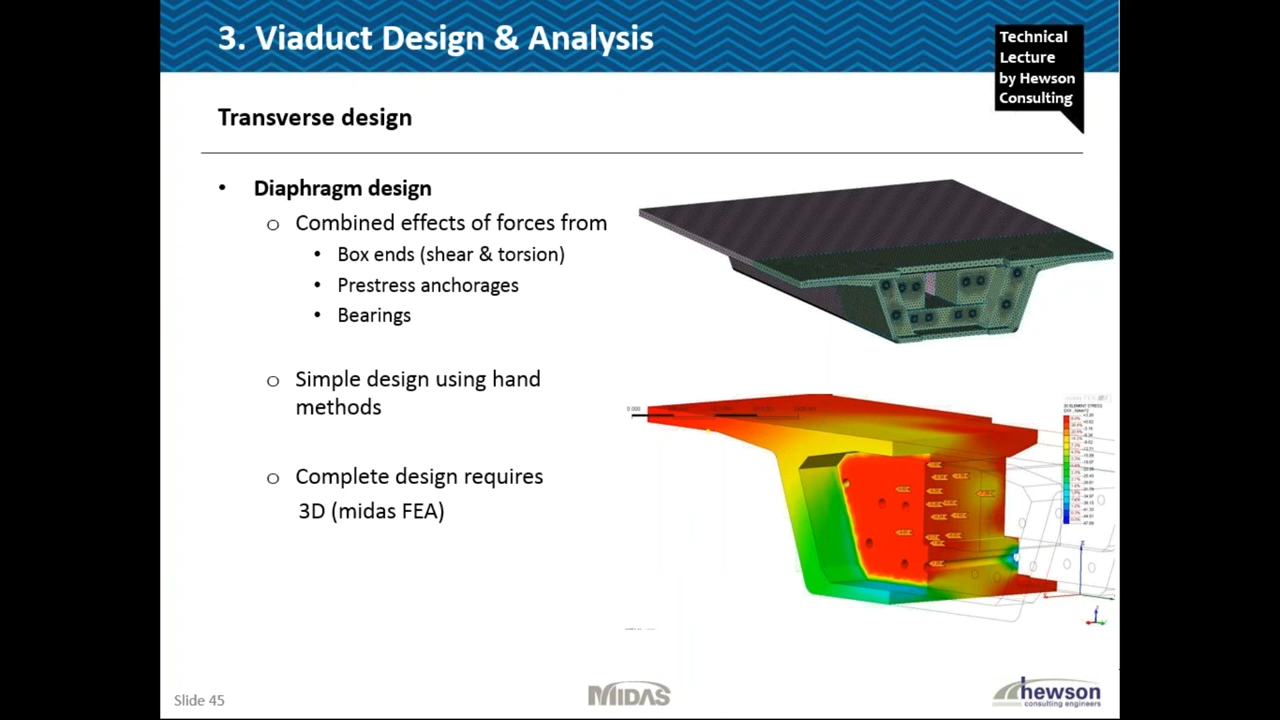 3. Viaduct Design & Analysis
Technical
Lecture
by Hewson
Consulting
Transverse design
• Diaphragm design
o Combined effects of forces from
• Box ends (shear & torsion)
• Prestress anchorages
• Bearings
o Simple design using hand
methods
o Complete design requires
3D (midas FEA)
0.000
Slide 45
MIDAS
hewson
consulting engineers